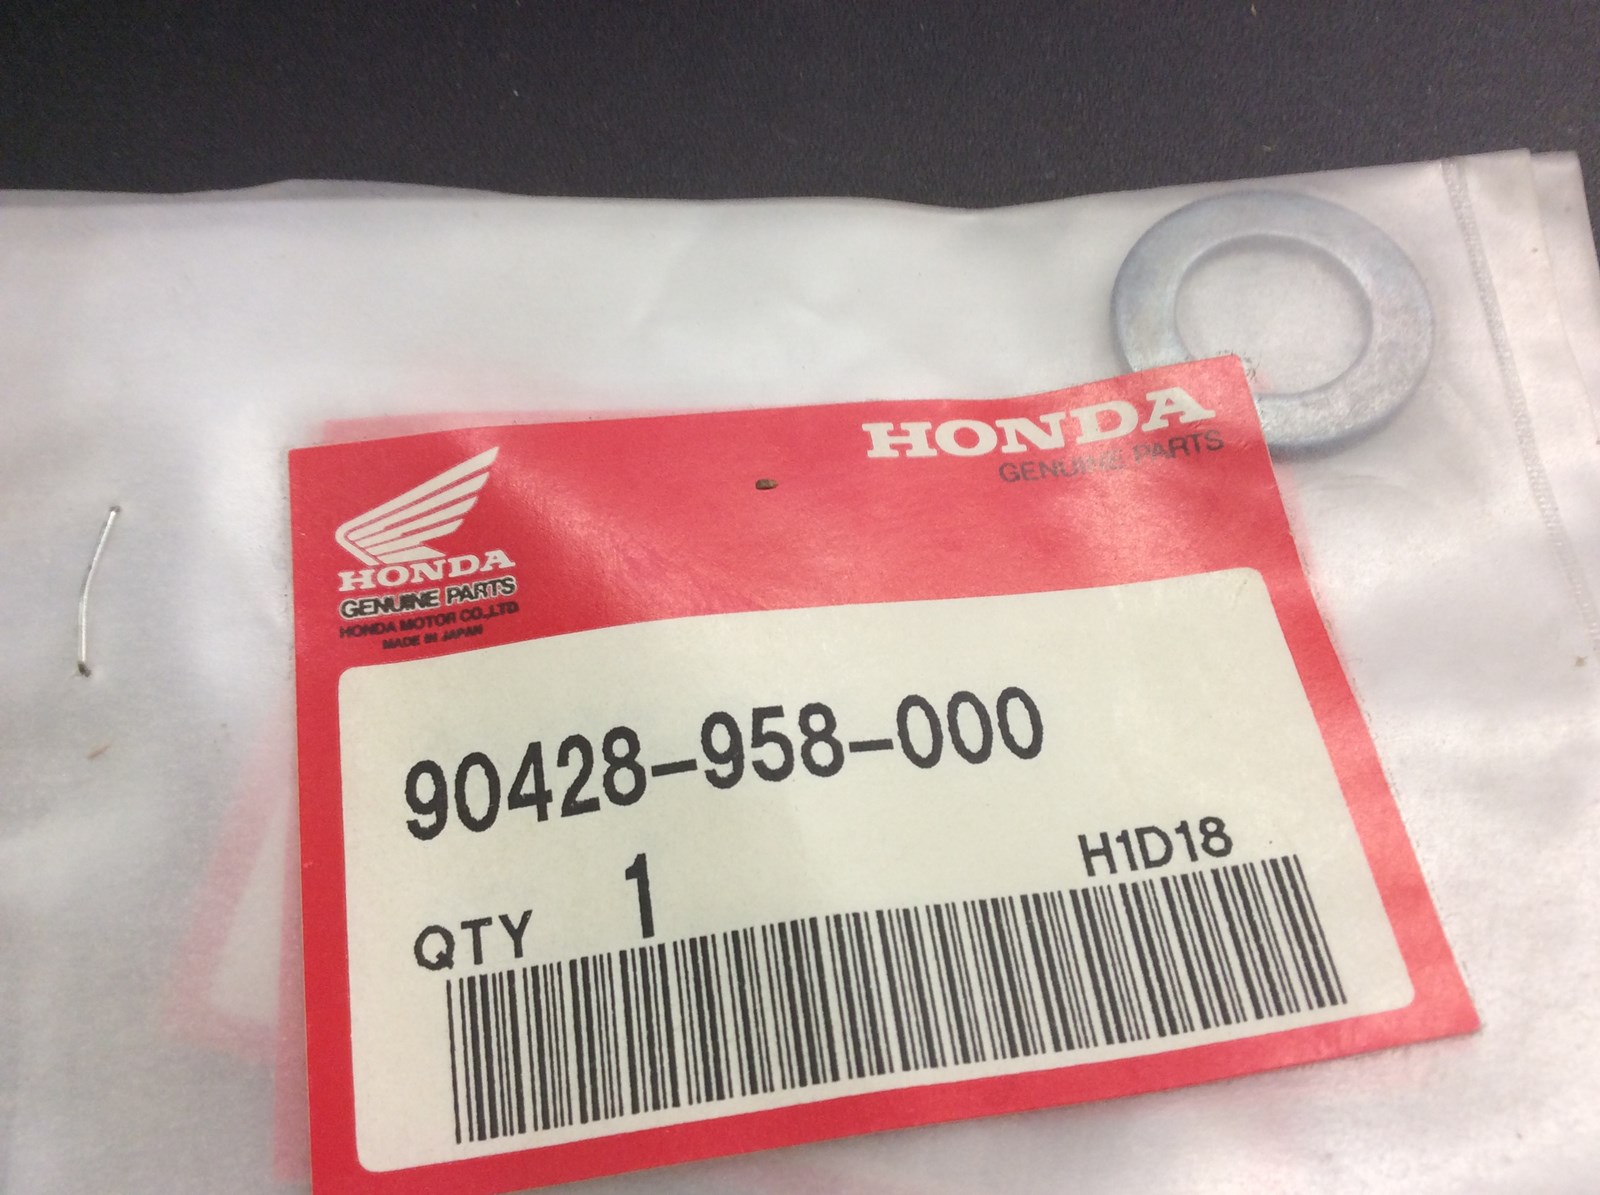 HONDA
GENUINE PARTS
HONDA
GENUINE PARTS
HONDA MOTOR CO.,LTD
MADE IN JAPAN
90428-958-000
QTY 1
H1D18